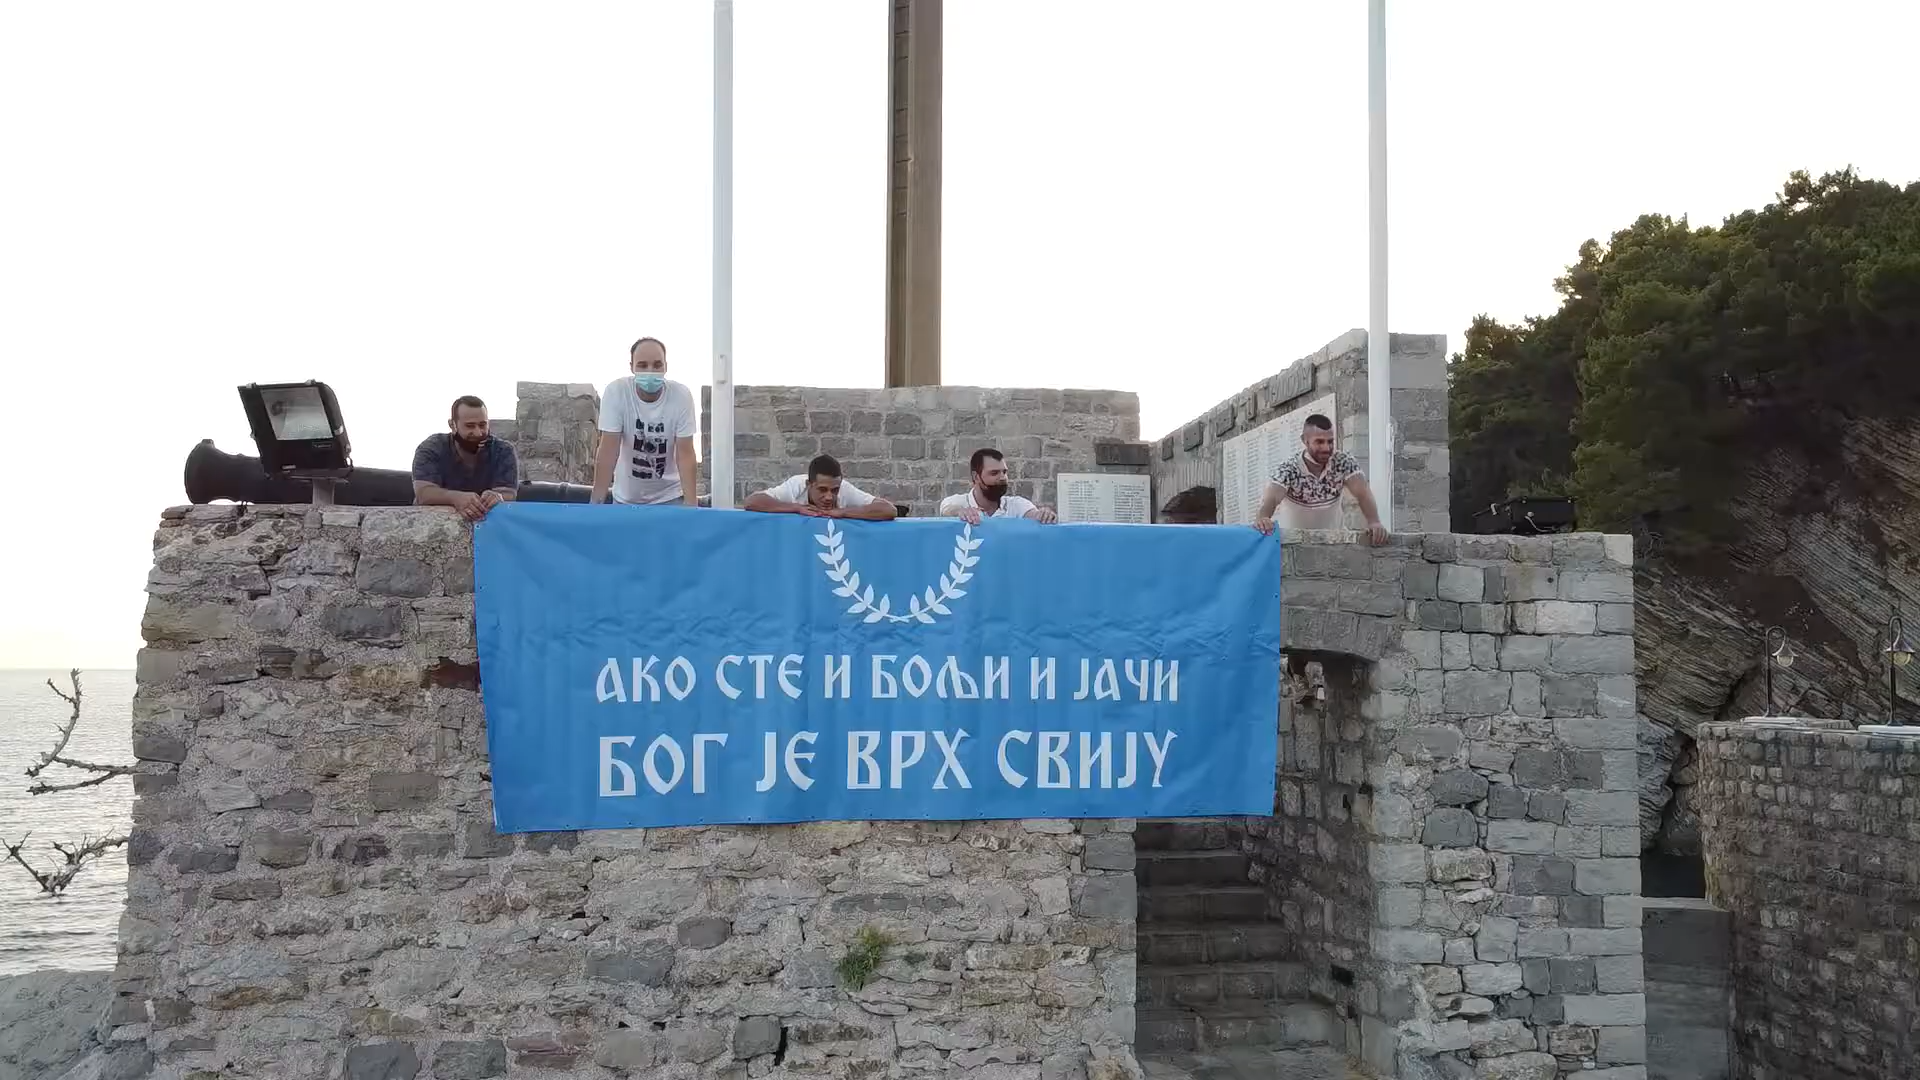 АКО СТЕ И БОЉИ И ЈАЧИ
БОГ ЈЕ ВРХ СВИЈУ